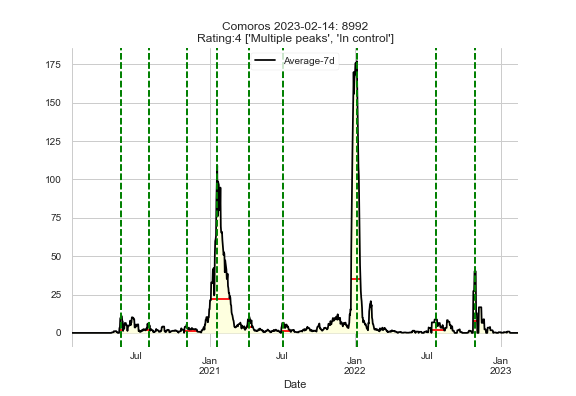 Comoros 2023-02-14: 8992
Rating:4 ['Multiple peaks', 'In control']
Average-7d
175
150
125
100
75
50
25
0
Jul
Jan
2021
Jul
Jan
2022
Jul
Jan
2023
Date